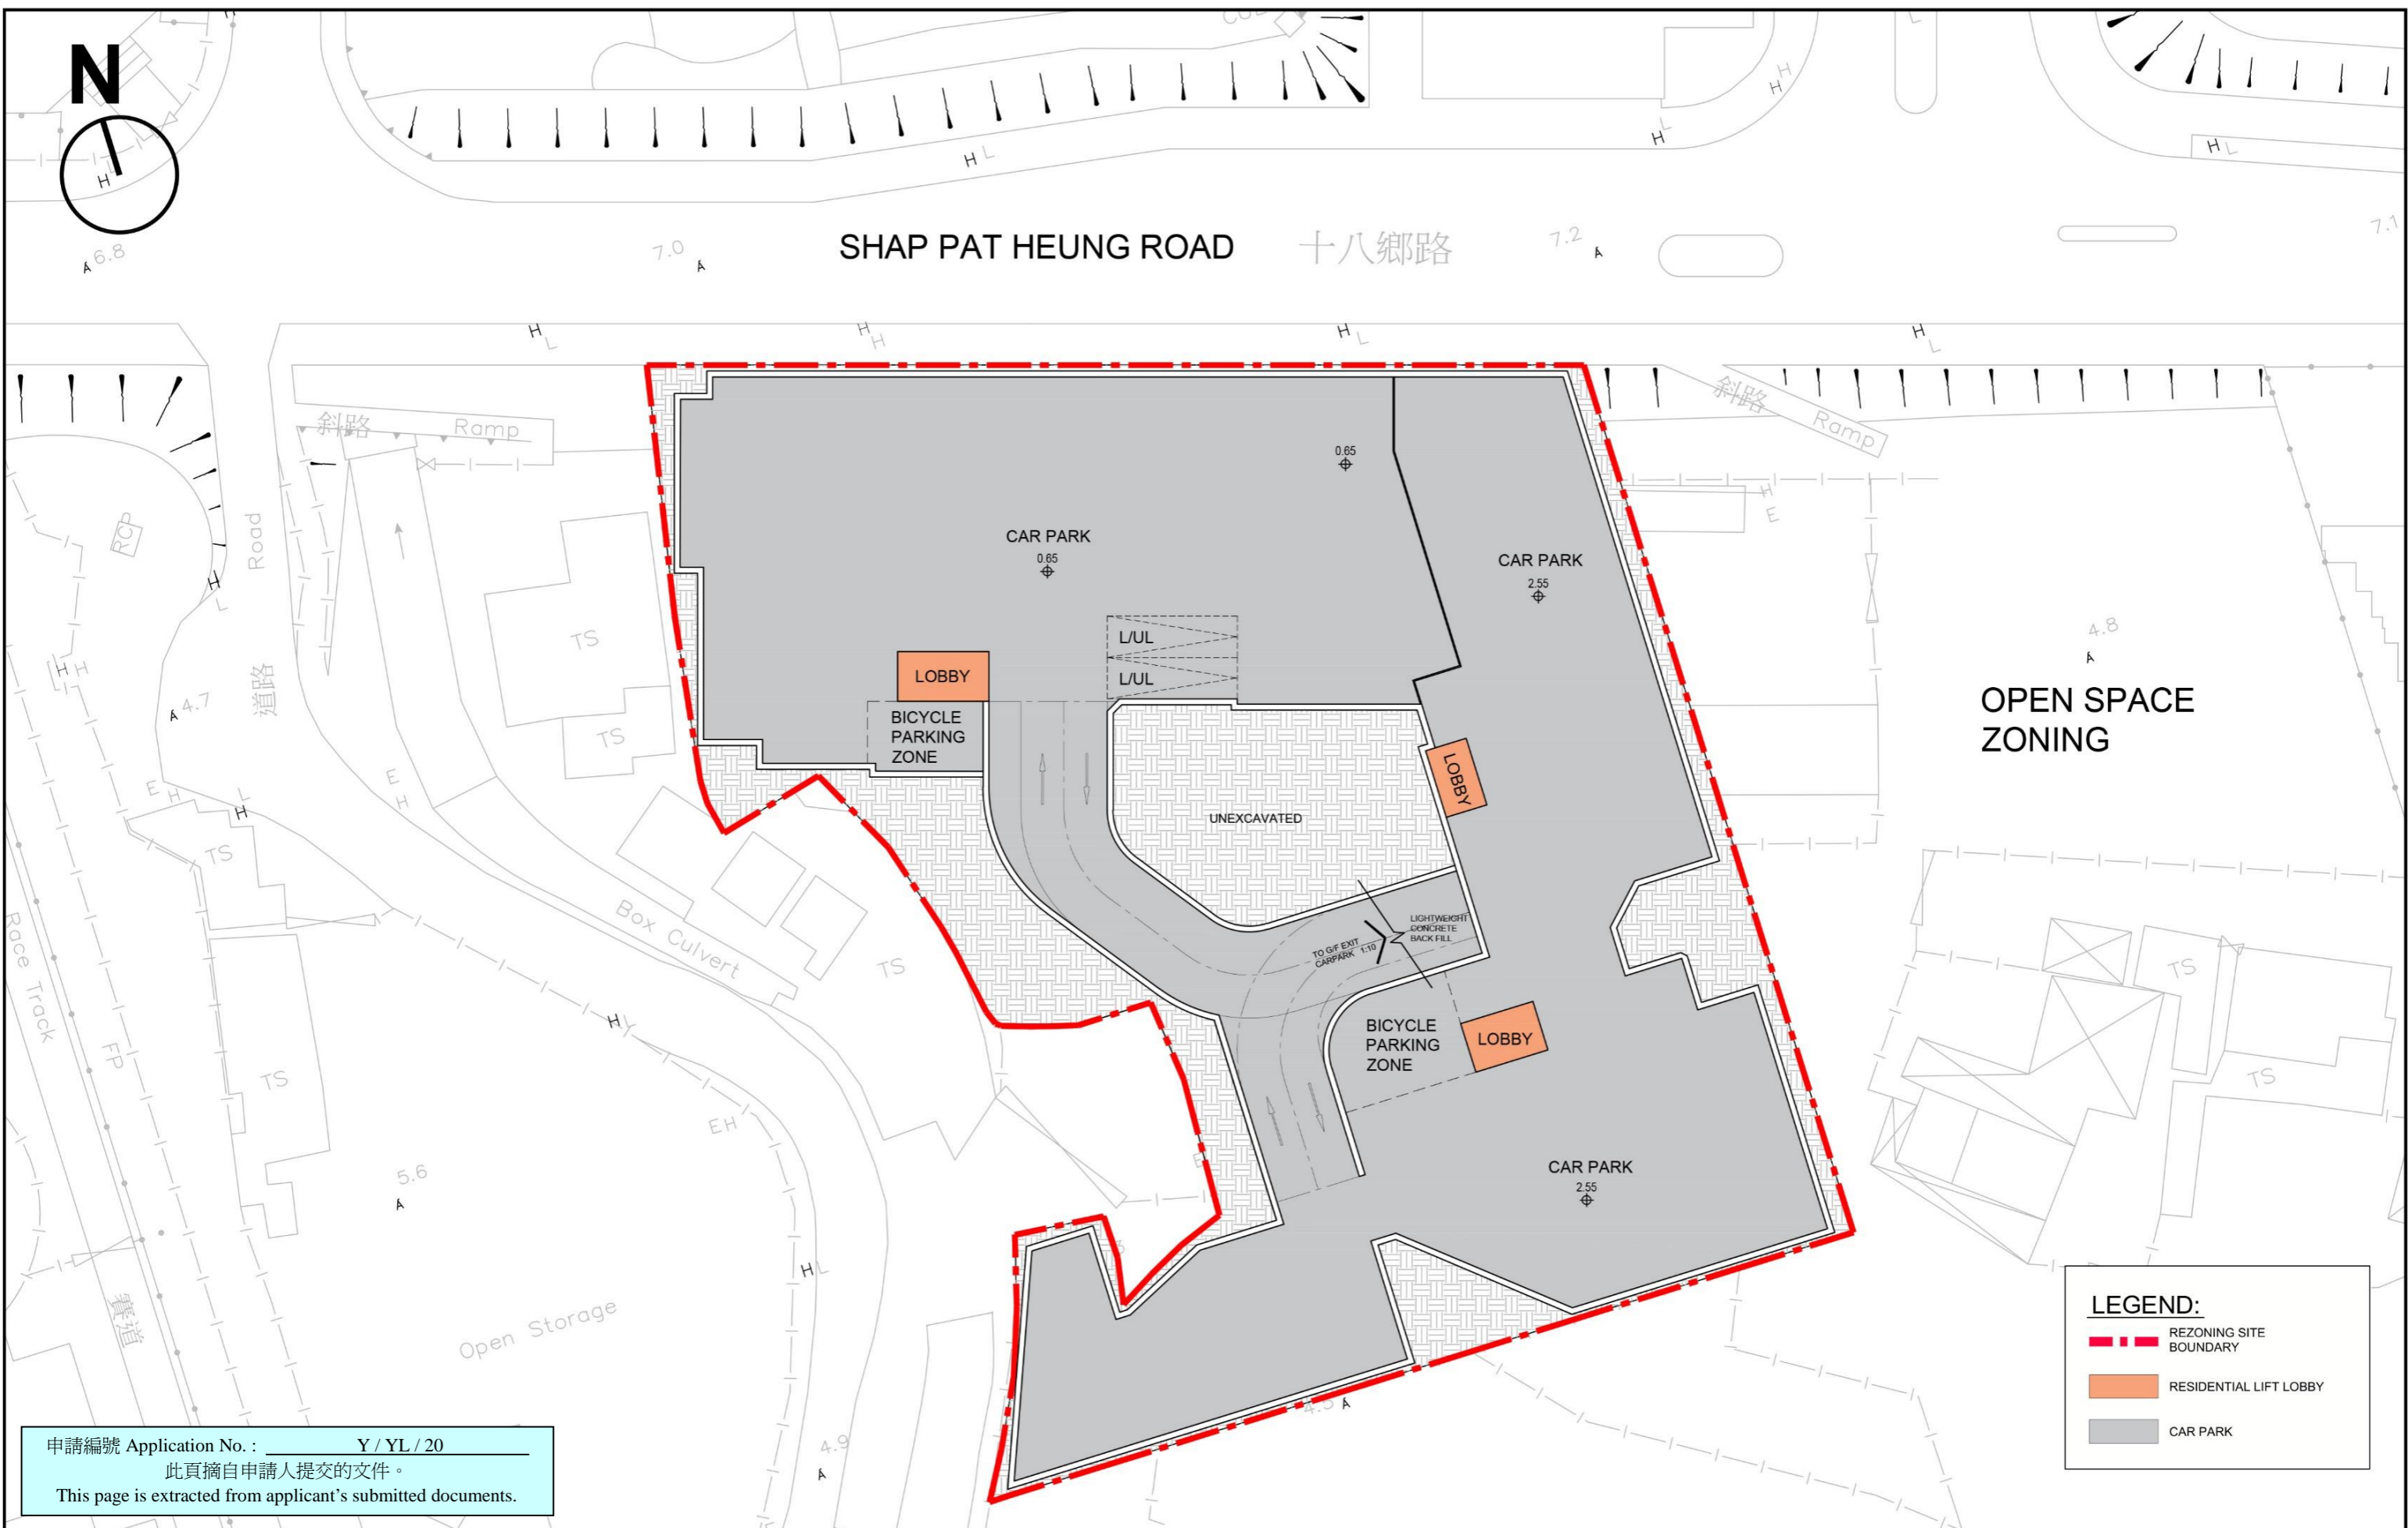 N
6.8
7.0
SHAP PAT HEUNG ROAD 十八鄉路
7.2
7.1
H L
H L
H L
H
H L
H H
H L
H L
斜路 Ramp
斜路 Ramp
RCP
Road
道路
0.65
CAR PARK
0.65
CAR PARK
2.55
H E
TS
TS
L/UL
L/UL
LOBBY
BICYCLE
PARKING
ZONE
LOBBY
4.7
4.8
OPEN SPACE
ZONING
UNEXCAVATED
E H
E H
TS
Box Culvert
TS
LIGHTWEIGHT
CONCRETE
BACK FILL
TO G/F EXIT
CARPARK 1:10
BICYCLE
PARKING
ZONE
LOBBY
Race Track
FP
TS
TS
TS
H L
EH
5.6
CAR PARK
2.55
H L
賽道
Open Storage
4.9
4.5
LEGEND:
REZONING SITE
BOUNDARY
RESIDENTIAL LIFT LOBBY
CAR PARK
申請編號 Application No. : Y / YL / 20
此頁摘自申請人提交的文件。
This page is extracted from applicant's submitted documents.